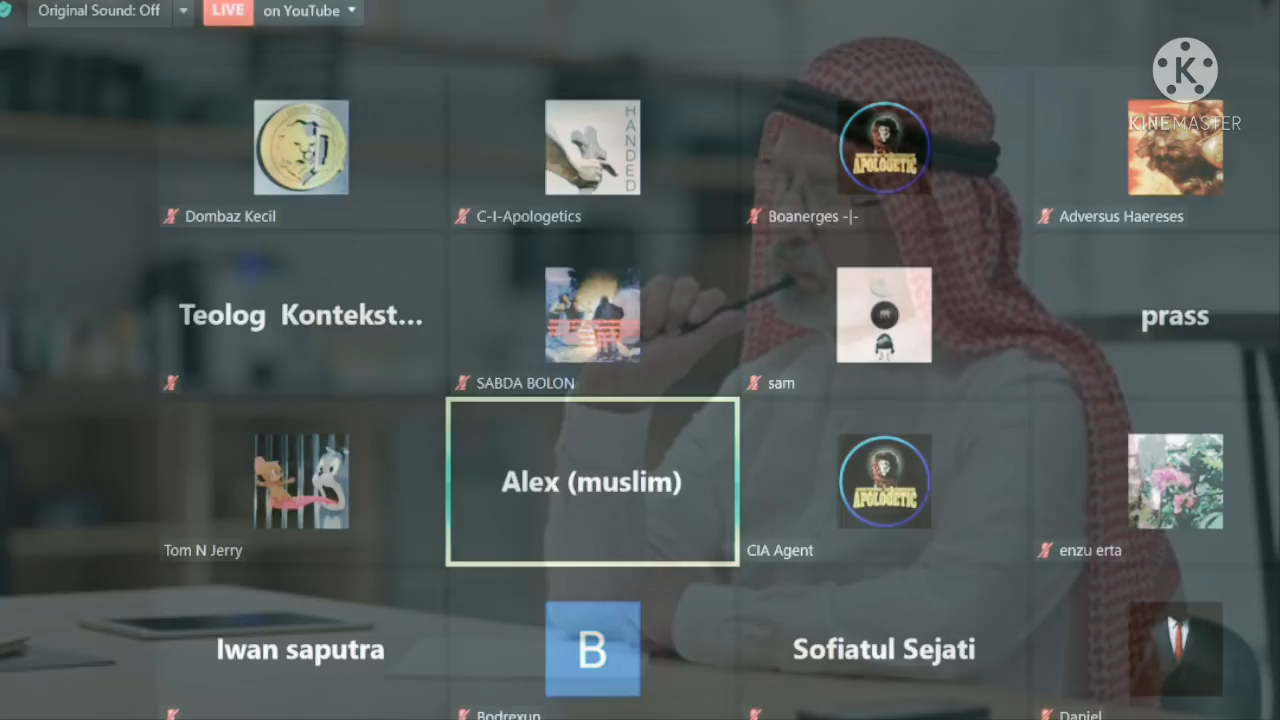 Original Sound: Off
LIVE on YouTube
KINEMASTER
HANDED
APOLOGETIC
Dombaz Kecil
C-I-Apologetics
Boanerges -|-
Adversus Haereses
Teolog Kontekst...
prass
SABDA BOLON
sam
Alex (muslim)
APOLOGETIC
Tom N Jerry
CIA Agent
enzu erta
Iwan saputra
B
Sofiatul Sejati
Bodrexun
Daniel